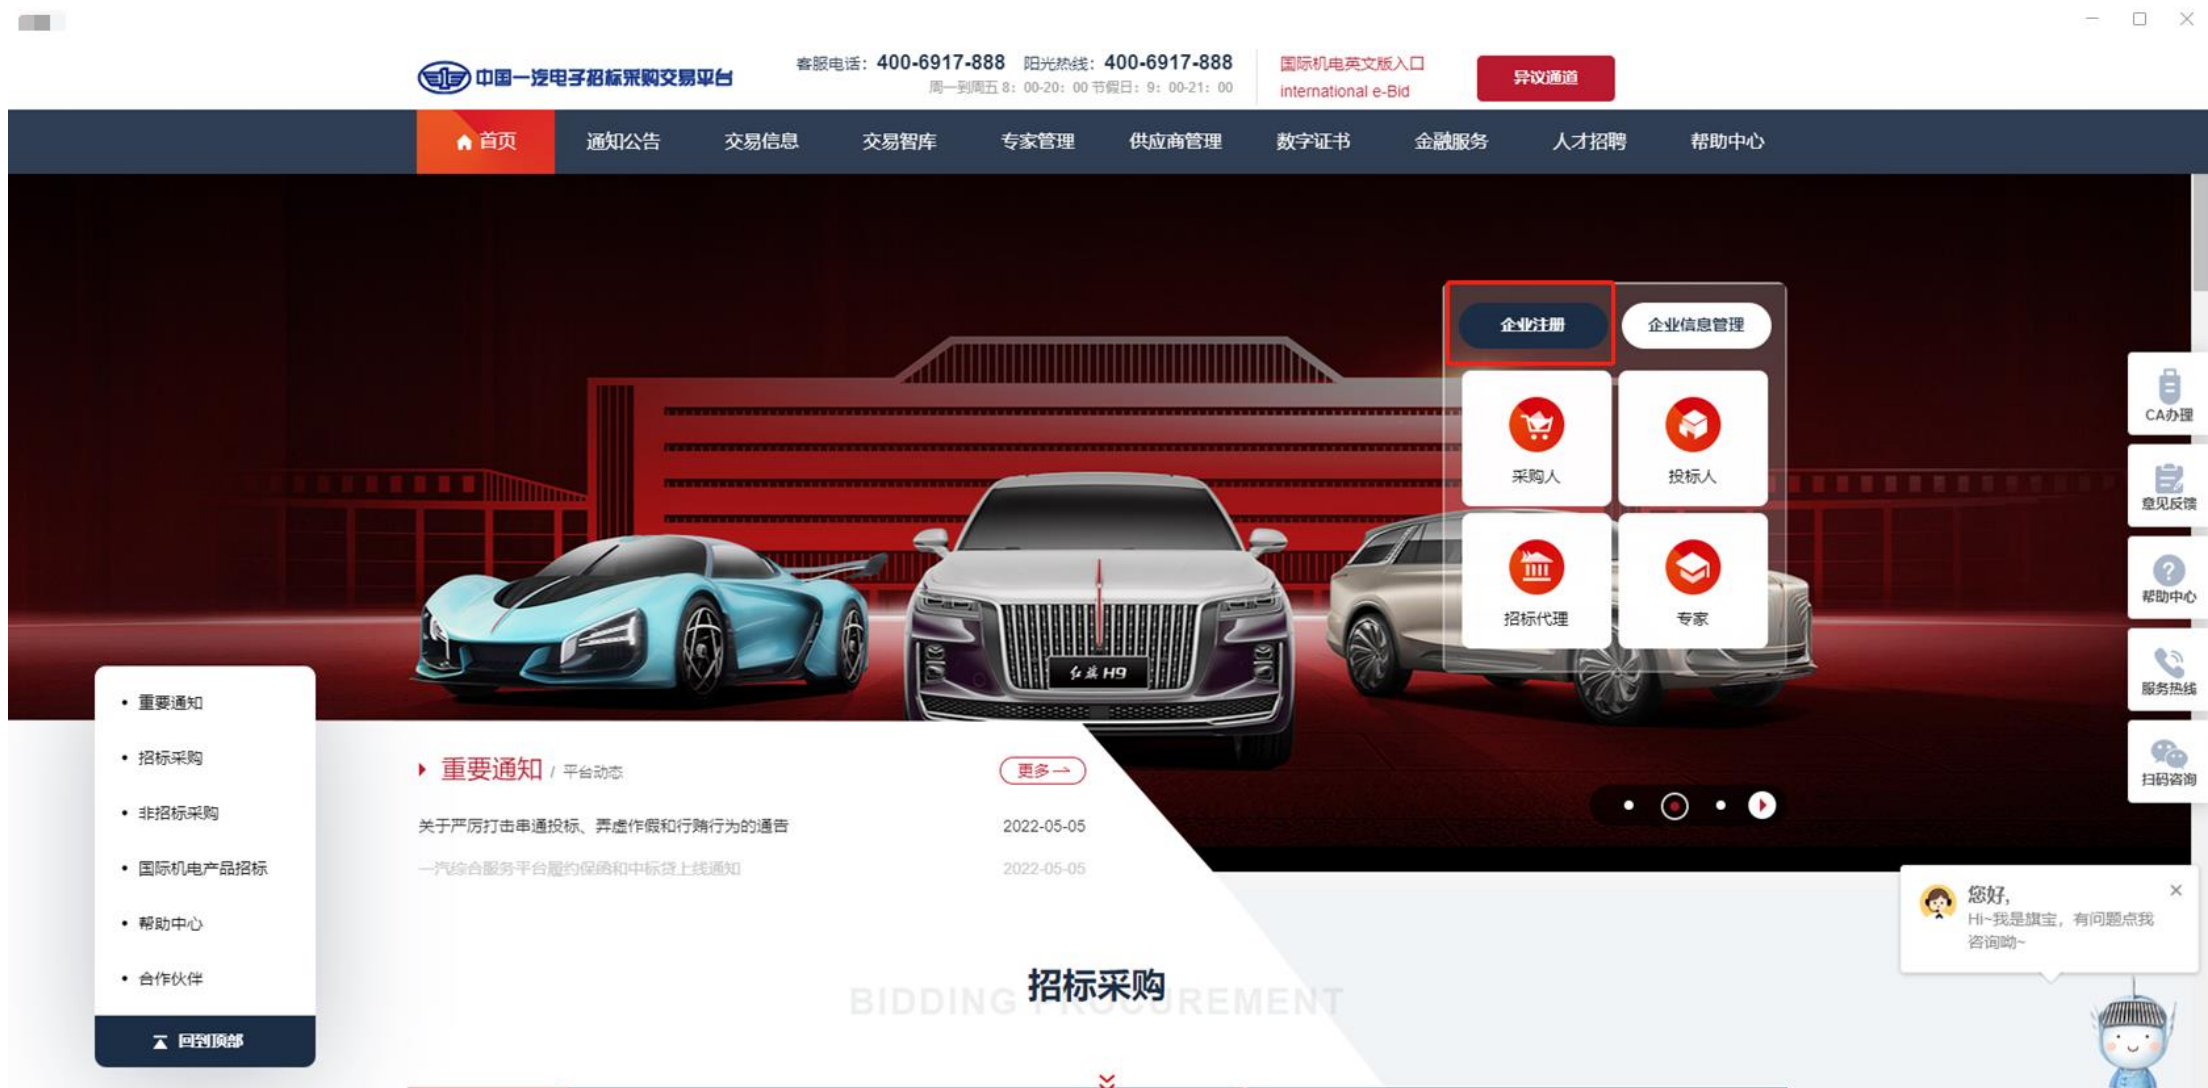 中国一汽电子招标采购交易平台
客服电话：400-6917-888 阳光热线：400-6917-888
周一到周五 8：00-20：00 节假日：9：00-21：00
国际机电英文版入口
international e-Bid
异议通道
首页 通知公告 交易信息 交易智库 专家管理 供应商管理 数字证书 金融服务 人才招聘 帮助中心
企业注册 企业信息管理
采购人 投标人
招标代理 专家
红旗 H9
CA办理
意见反馈
帮助中心
服务热线
扫码咨询
重要通知
招标采购
非招标采购
国际机电产品招标
帮助中心
合作伙伴
回到顶部
重要通知 / 平台动态 更多
关于严厉打击串通投标、弄虚作假和行贿行为的通告 2022-05-05
一汽综合服务平台履约保函和中标贷上线通知 2022-05-05
招标采购
BIDDING PROCUREMENT
您好，
Hi~我是旗宝，有问题点我
咨询呦~